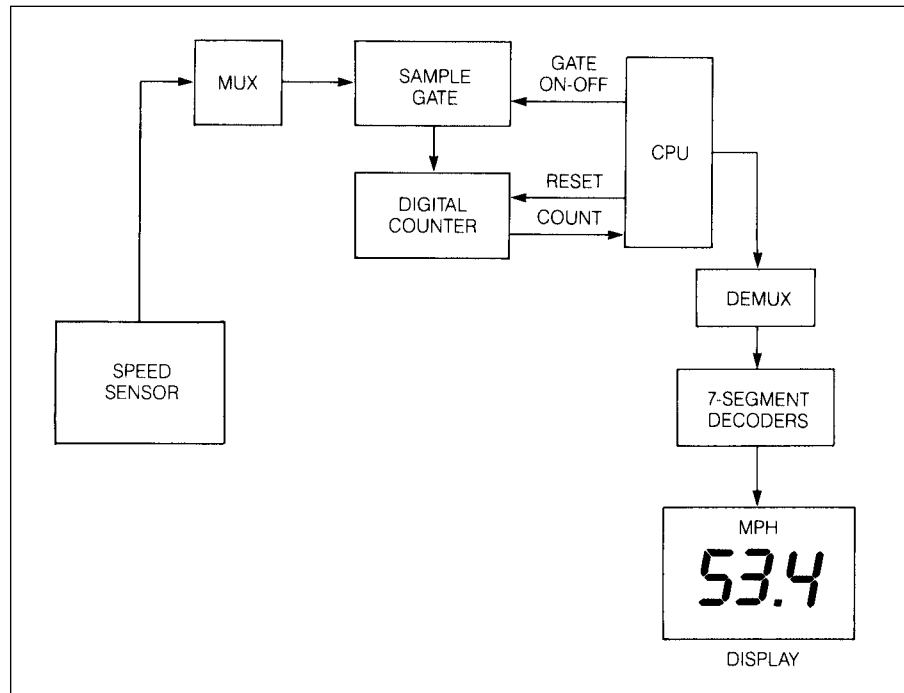 MUX
SAMPLE
GATE
GATE
ON-OFF
CPU
DIGITAL
COUNTER
RESET
COUNT
SPEED
SENSOR
DEMUX
7-SEGMENT
DECODERS
MPH
53.4
DISPLAY